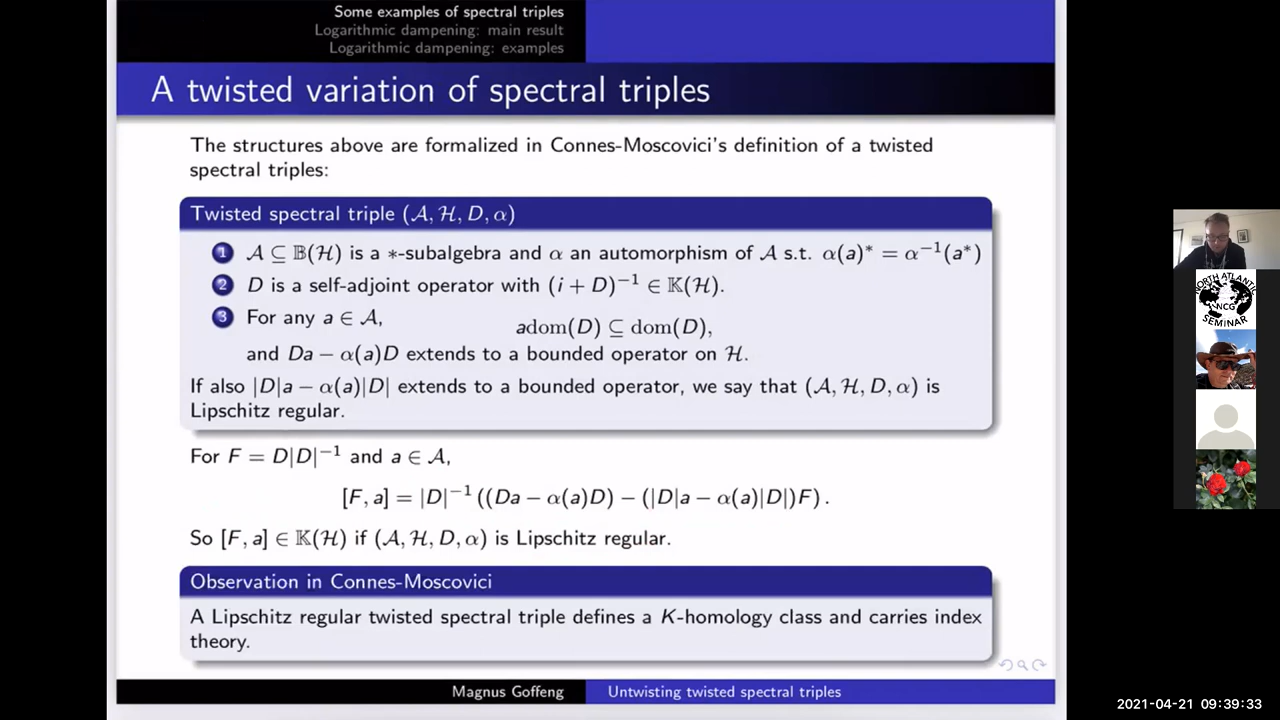 Some examples of spectral triples
Logarithmic dampening: main result
Logarithmic dampening: examples
A twisted variation of spectral triples
The structures above are formalized in Connes-Moscovici's definition of a twisted
spectral triples:
Twisted spectral triple (𝒜, ℋ, D, α)
1 𝒜 ⊆ 𝔹(ℋ) is a *-subalgebra and α an automorphism of 𝒜 s.t. α(a)* = α⁻¹(a*)
2 D is a self-adjoint operator with (i + D)⁻¹ ∈ 𝕂(ℋ).
3 For any a ∈ 𝒜,
adom(D) ⊆ dom(D),
and Da − α(a)D extends to a bounded operator on ℋ.
If also |D|a − α(a)|D| extends to a bounded operator, we say that (𝒜, ℋ, D, α) is
Lipschitz regular.
For F = D|D|⁻¹ and a ∈ 𝒜,
[F, a] = |D|⁻¹ ((Da − α(a)D) − (|D|a − α(a)|D|)F) .
So [F, a] ∈ 𝕂(ℋ) if (𝒜, ℋ, D, α) is Lipschitz regular.
Observation in Connes-Moscovici
A Lipschitz regular twisted spectral triple defines a K-homology class and carries index
theory.
Magnus Goffeng
Untwisting twisted spectral triples
NORTH ATLANTIC
NCG
SEMINAR
2021-04-21 09:39:33